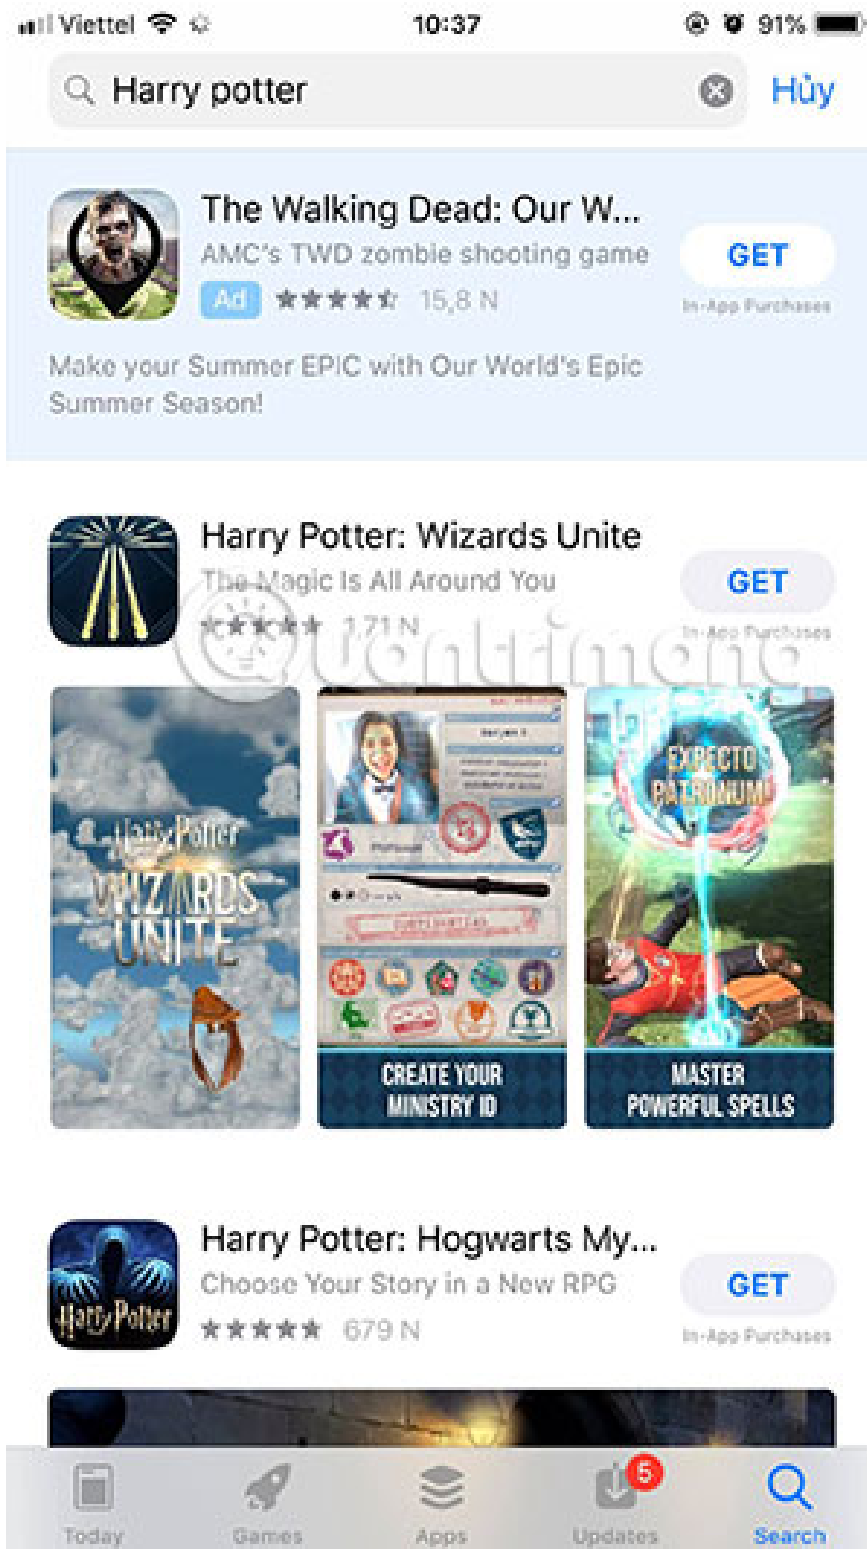 Viettel 10:37 91%
Harry potter Hủy
The Walking Dead: Our W...
AMC's TWD zombie shooting game
GET
Ad 15,8 N
In-App Purchases
Make your Summer EPIC with Our World's Epic
Summer Season!
Harry Potter: Wizards Unite
The Magic Is All Around You
GET
1,71 N
In-App Purchases
Quantrimang
Harry Potter
WIZARDS
UNITE
CREATE YOUR
MINISTRY ID
EXPECTO
PATRONUM!
MASTER
POWERFUL SPELLS
Harry Potter: Hogwarts My...
Choose Your Story in a New RPG
GET
Harry Potter
679 N
In-App Purchases
5
Today Games Apps Updates Search